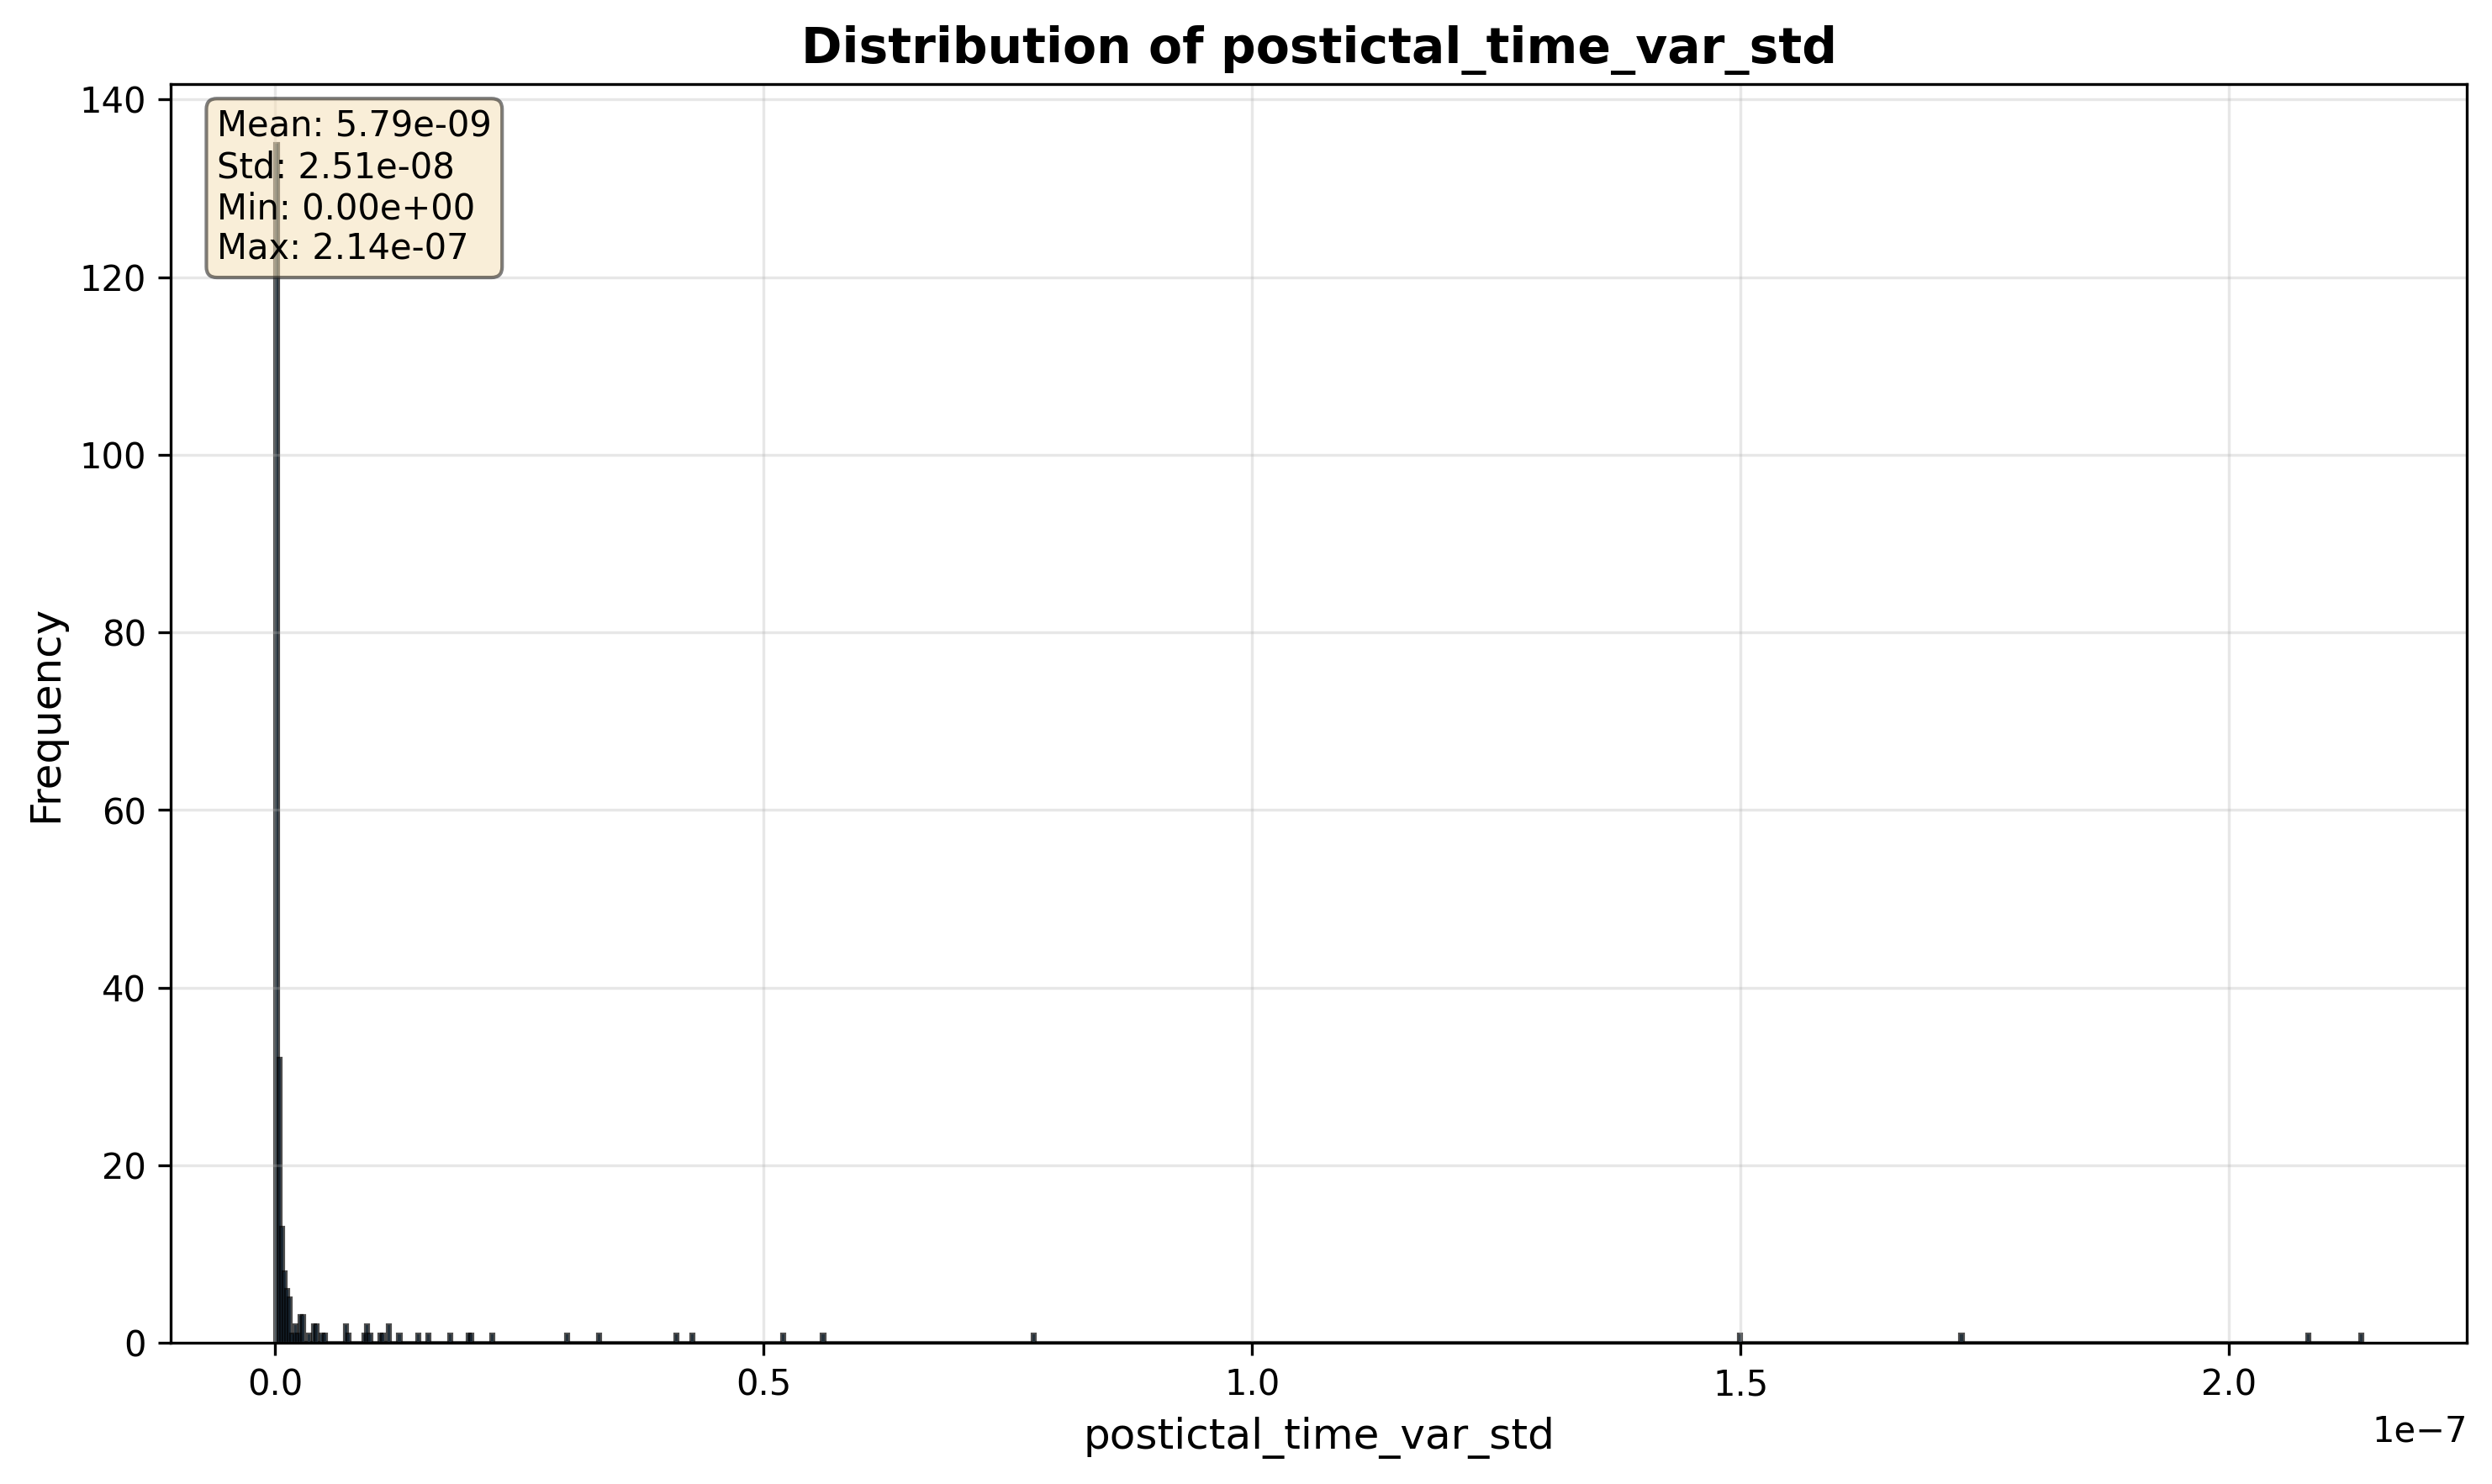 Distribution of postictal_time_var_std
140
120
100
80
60
40
20
0
Frequency
Mean: 5.79e-09
Std: 2.51e-08
Min: 0.00e+00
Max: 2.14e-07
0.0 0.5 1.0 1.5 2.0
1e−7
postictal_time_var_std